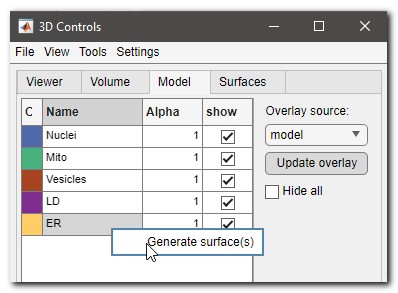 3D Controls
File View Tools Settings
Viewer Volume Model Surfaces
C Name Alpha show
Overlay source:
Nuclei 1
model
Mito 1
Update overlay
Vesicles 1
Hide all
LD 1
ER 1
Generate surface(s)